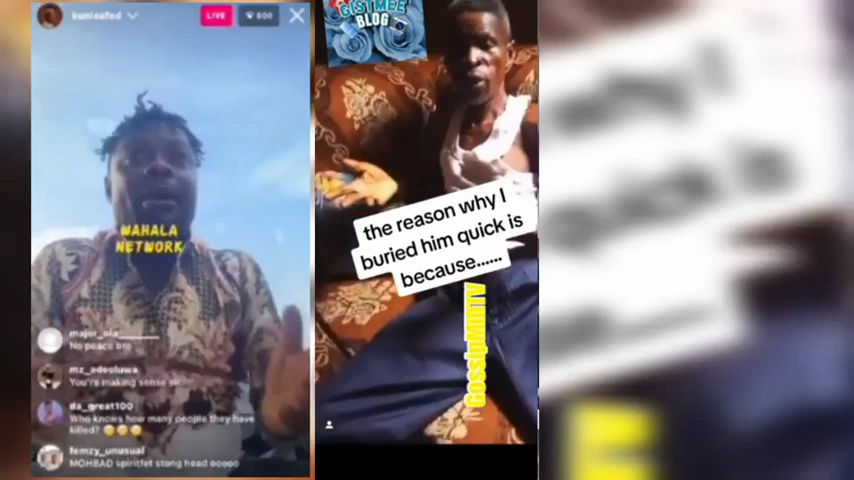 kunleafod
LIVE
800
WAHALA
NETWORK
major_ola_____
No peace bro
mz_adeoluwa
You're making sense sir
da_great100
Who knows how many people they have
killed?
femzy_unusual
MOHBAD spiritfet stong head ooooo
GISTMEE
BLOG
the reason why I
buried him quick is
because......
GossipMillTV